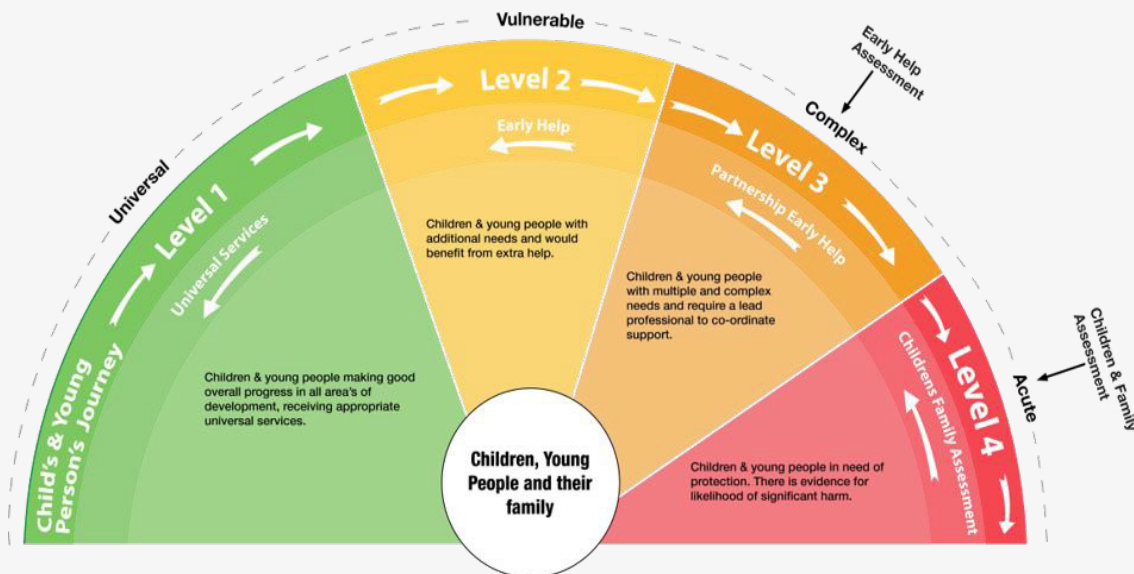 Vulnerable
Universal
Complex
Acute
Early Help
Assessment
Children & Family
Assessment
Child's & Young
Person's Journey
Level 1
Universal Services
Children & young people making good
overall progress in all area's of
development, receiving appropriate
universal services.
Level 2
Early Help
Children & young people with
additional needs and would
benefit from extra help.
Level 3
Partnership Early Help
Children & young people
with multiple and complex
needs and require a lead
professional to co-ordinate
support.
Level 4
Childrens Family Assessment
Children & young people in need of
protection. There is evidence for
likelihood of significant harm.
Children, Young
People and their
family